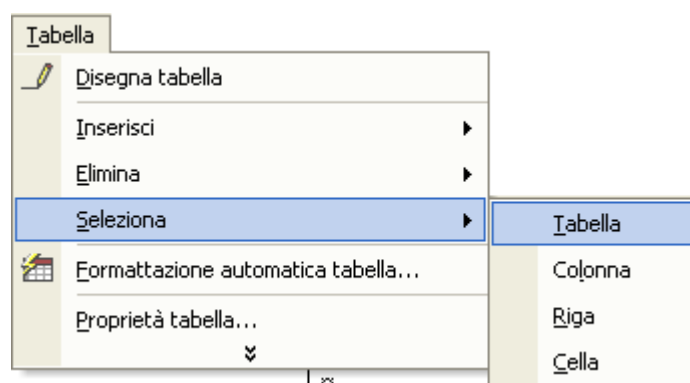 Tabella
Disegna tabella
Inserisci
Elimina
Seleziona
Tabella
Formattazione automatica tabella...
Colonna
Proprietà tabella...
Riga
Cella